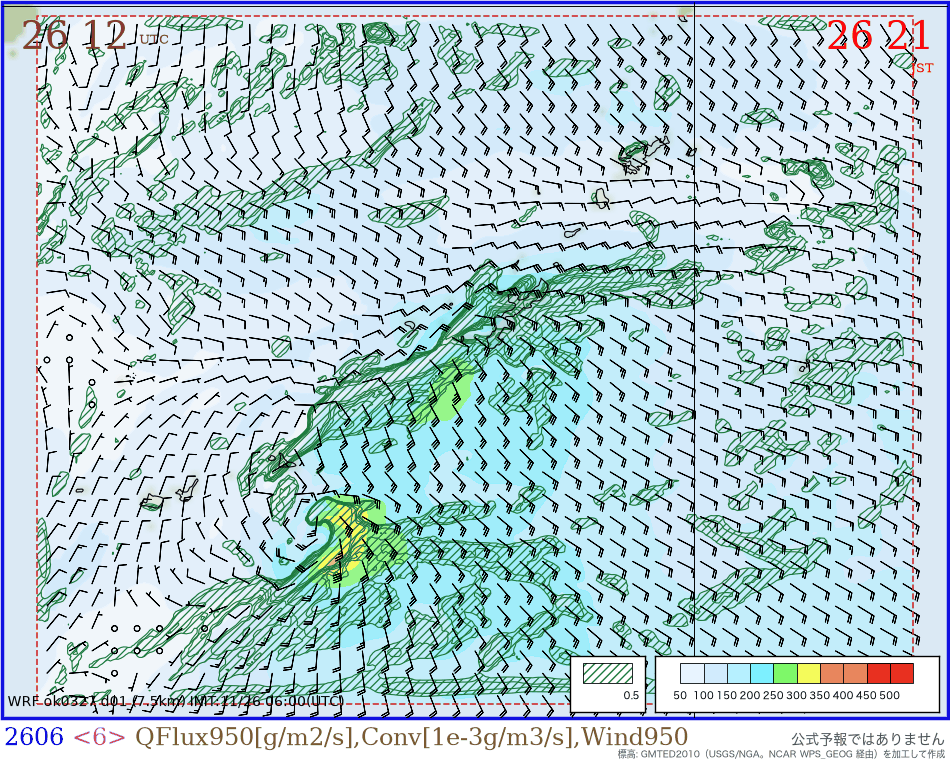 26 12 UTC
26 21
JST
0.5
50 100 150 200 250 300 350 400 450 500
WRF ok0327 d01 (7.5km) INIT:11/26 06:00(UTC)
2606 <6> QFlux950[g/m2/s],Conv[1e-3g/m3/s],Wind950
公式予報ではありません
標高: GMTED2010（USGS/NGA。NCAR WPS_GEOG 経由）を加工して作成